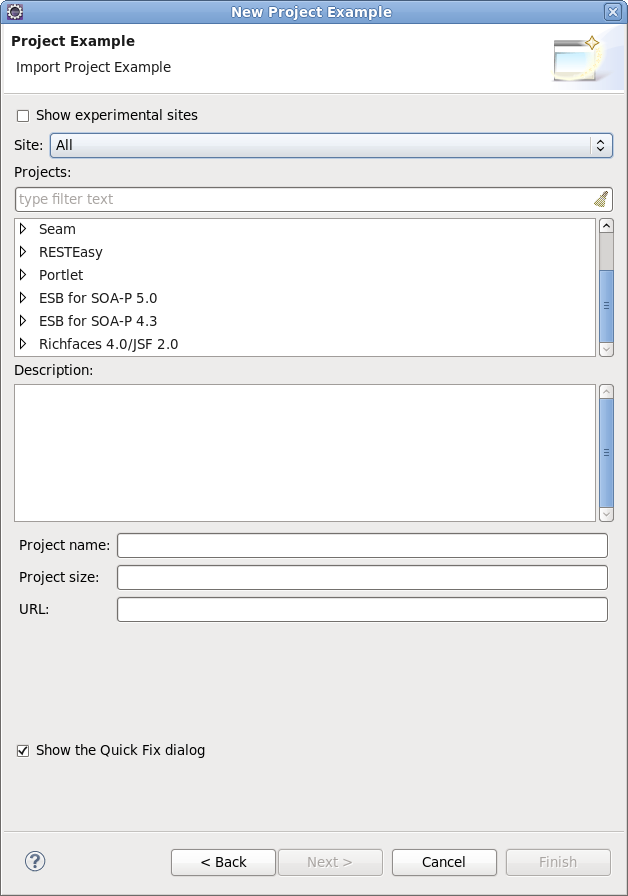 New Project Example
Project Example
Import Project Example
Show experimental sites
Site: All
Projects:
type filter text
Seam
RESTEasy
Portlet
ESB for SOA-P 5.0
ESB for SOA-P 4.3
Richfaces 4.0/JSF 2.0
Description:
Project name:
Project size:
URL:
Show the Quick Fix dialog
? < Back Next > Cancel Finish